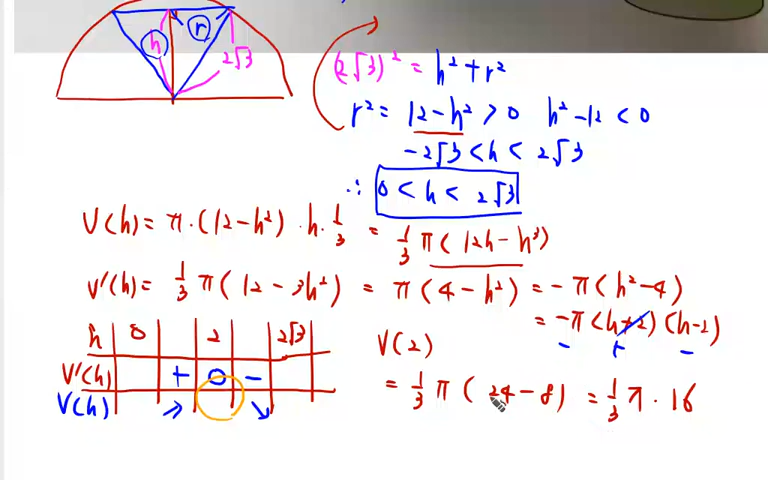 h r
2√3
(2√3)² = h² + r²
r² = 12 - h² > 0 h² - 12 < 0
-2√3 < h < 2√3
∴ 0 < h < 2√3
V(h) = π · (12 - h²) · h · 1/3 = 1/3 π (12h - h³)
V'(h) = 1/3 π (12 - 3h²) = π (4 - h²) = -π (h² - 4)
= -π (h+2) (h-2)
- + -
h 0 2 2√3
V'(h) + 0 -
V(h) ↗ ↘
V(2)
= 1/3 π (24 - 8) = 1/3 π · 16